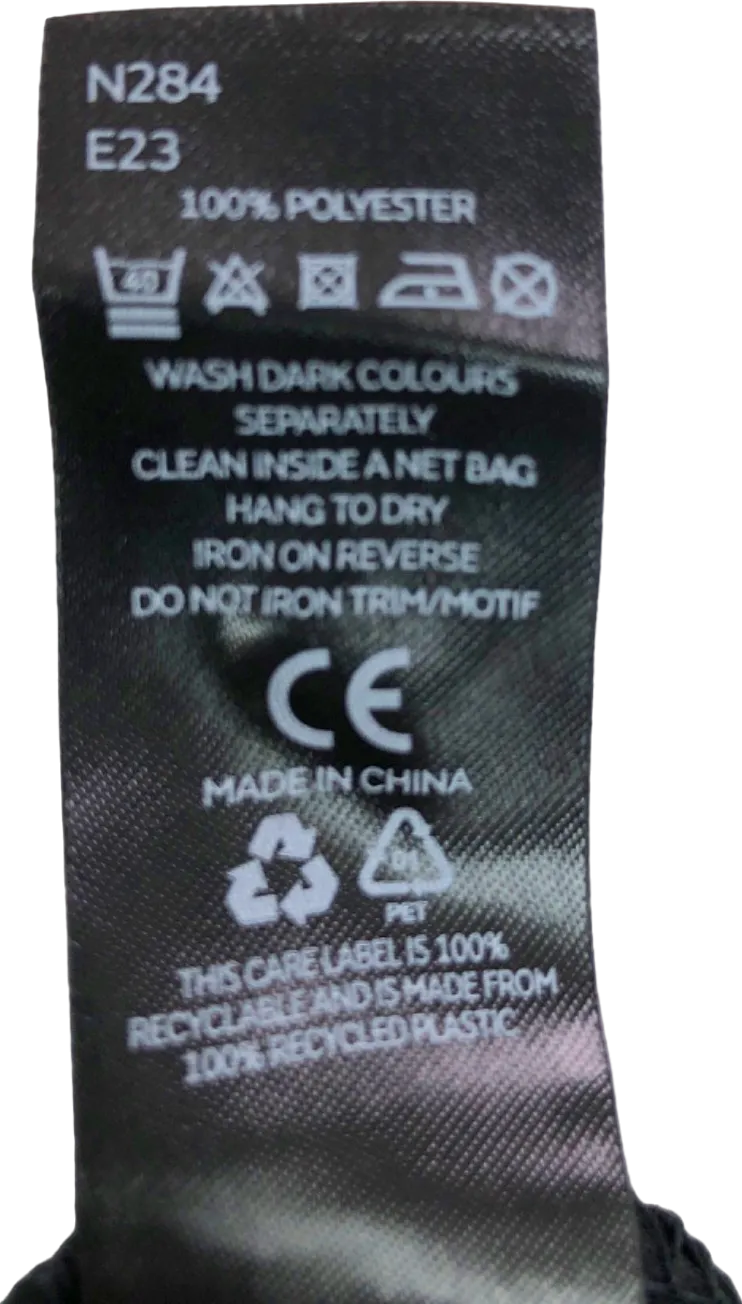 N284
E23
100% POLYESTER
40
WASH DARK COLOURS
SEPARATELY
CLEAN INSIDE A NET BAG
HANG TO DRY
IRON ON REVERSE
DO NOT IRON TRIM/MOTIF
CE
MADE IN CHINA
01
PET
THIS CARE LABEL IS 100%
RECYCLABLE AND IS MADE FROM
100% RECYCLED PLASTIC